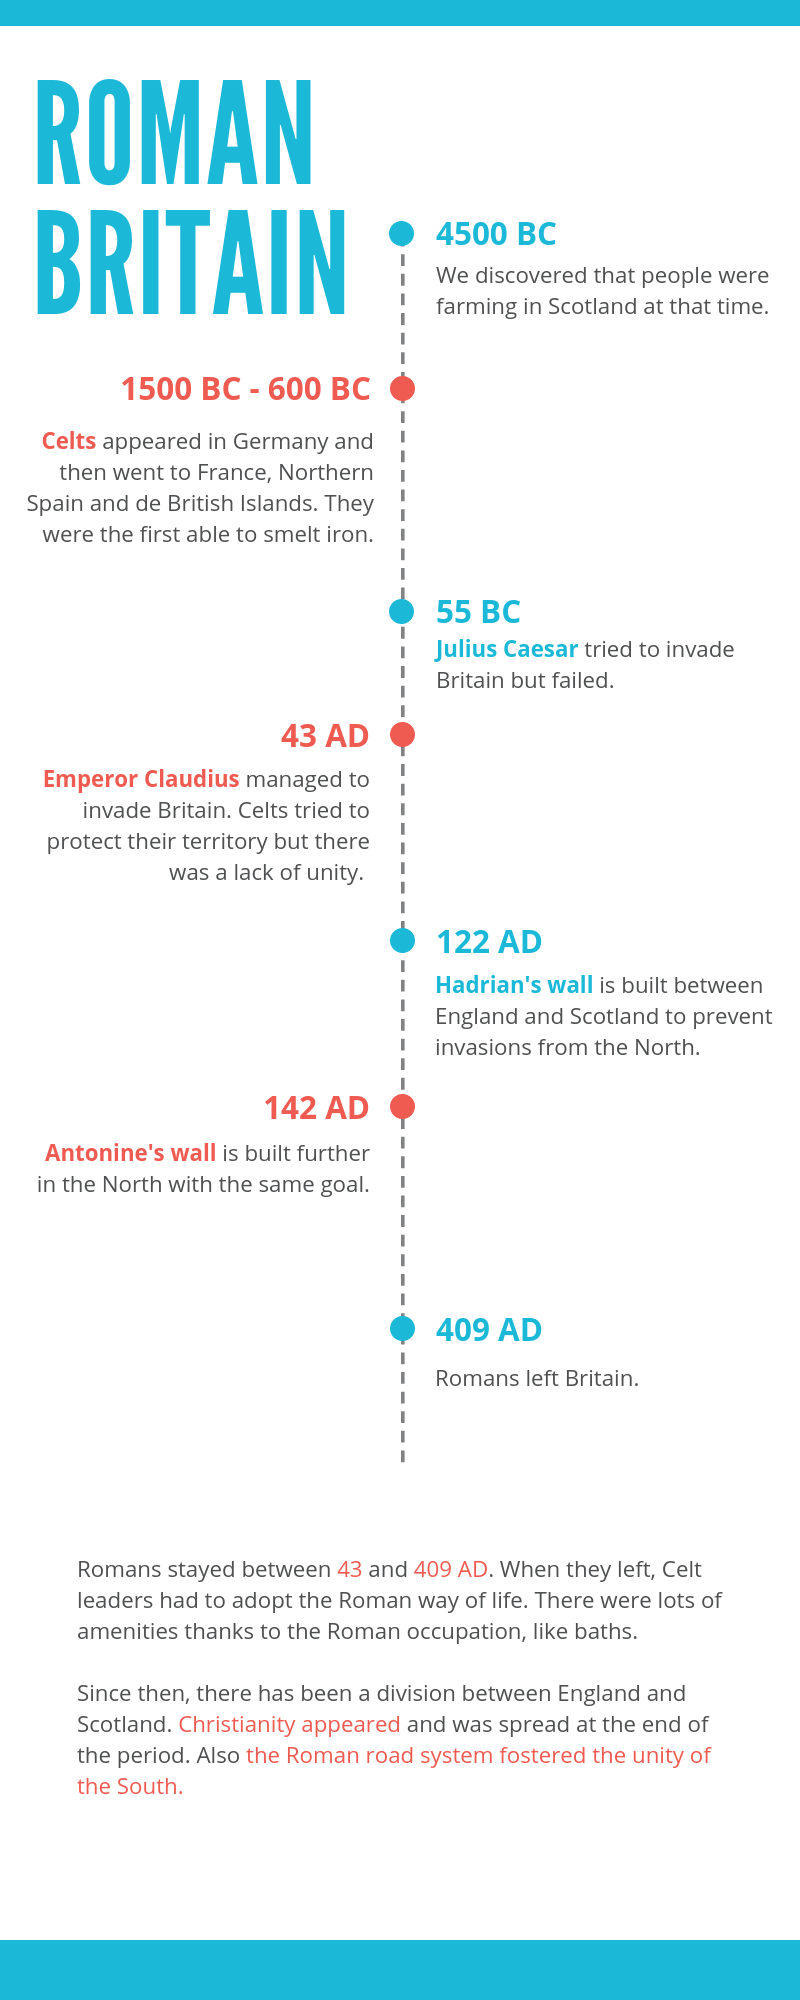 ROMAN
BRITAIN
4500 BC
We discovered that people were
farming in Scotland at that time.
1500 BC - 600 BC
Celts appeared in Germany and
then went to France, Northern
Spain and de British Islands. They
were the first able to smelt iron.
55 BC
Julius Caesar tried to invade
Britain but failed.
43 AD
Emperor Claudius managed to
invade Britain. Celts tried to
protect their territory but there
was a lack of unity.
122 AD
Hadrian's wall is built between
England and Scotland to prevent
invasions from the North.
142 AD
Antonine's wall is built further
in the North with the same goal.
409 AD
Romans left Britain.
Romans stayed between 43 and 409 AD. When they left, Celt
leaders had to adopt the Roman way of life. There were lots of
amenities thanks to the Roman occupation, like baths.
Since then, there has been a division between England and
Scotland. Christianity appeared and was spread at the end of
the period. Also the Roman road system fostered the unity of
the South.